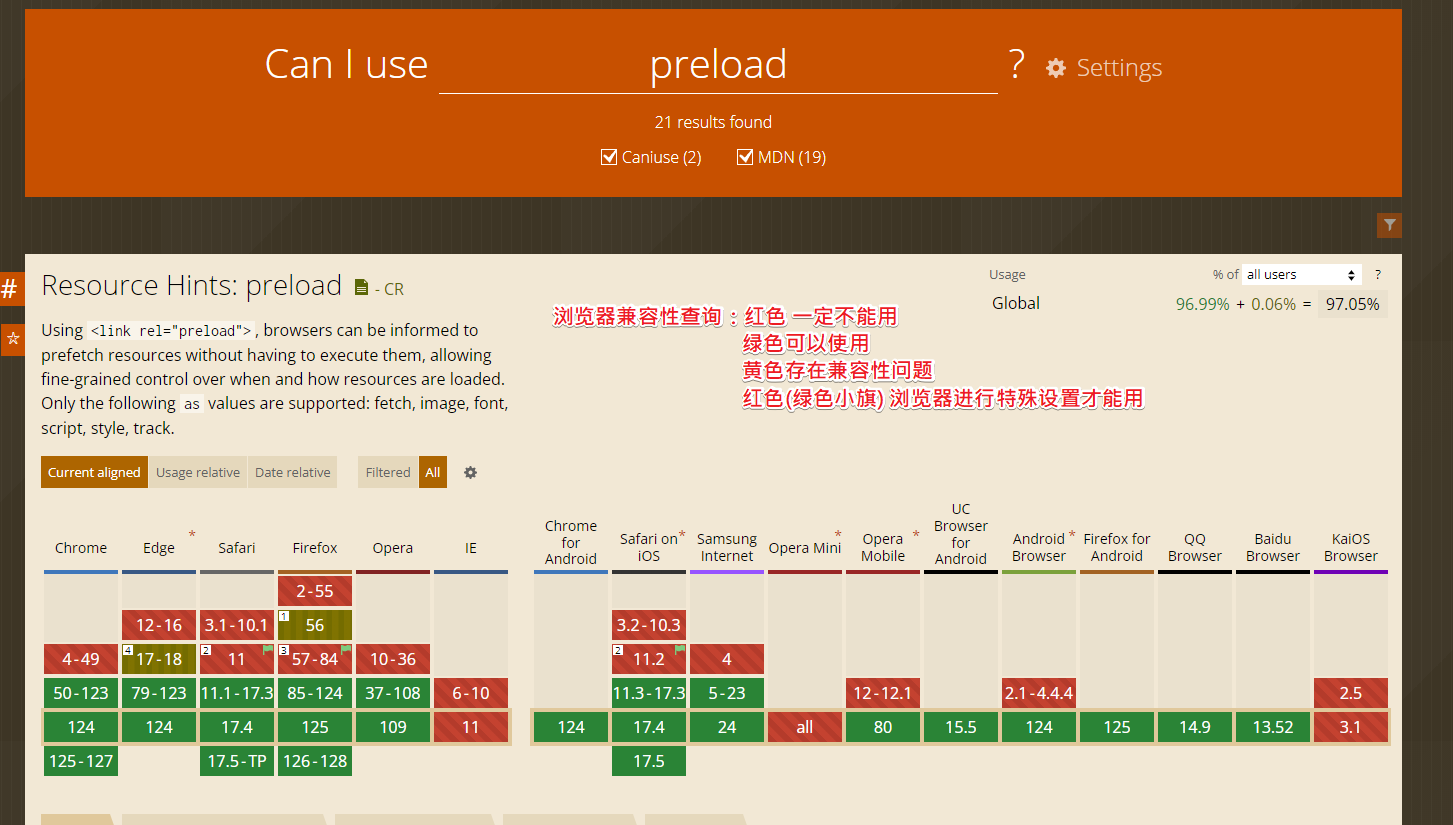 Can I use preload ? Settings
21 results found
Caniuse (2) MDN (19)
#
Resource Hints: preload - CR
Usage % of all users ?
Global 96.99% + 0.06% = 97.05%
Using <link rel="preload">, browsers can be informed to
prefetch resources without having to execute them, allowing
fine-grained control over when and how resources are loaded.
Only the following as values are supported: fetch, image, font,
script, style, track.
浏览器兼容性查询：红色 一定不能用
绿色可以使用
黄色存在兼容性问题
红色(绿色小旗) 浏览器进行特殊设置才能用
Current aligned Usage relative Date relative Filtered All
Chrome Edge * Safari Firefox Opera IE
Chrome for Android Safari on iOS * Samsung Internet Opera Mini * Opera Mobile * UC Browser for Android Android Browser * Firefox for Android QQ Browser Baidu Browser KaiOS Browser
2-55
12-16 3.1-10.1 1 56 3.2-10.3
4-49 4 17-18 2 11 3 57-84 10-36 2 11.2 4
50-123 79-123 11.1-17.3 85-124 37-108 6-10 11.3-17.3 5-23 12-12.1 2.1-4.4.4 2.5
124 124 17.4 125 109 11 124 17.4 24 all 80 15.5 124 125 14.9 13.52 3.1
125-127 17.5-TP 126-128 17.5